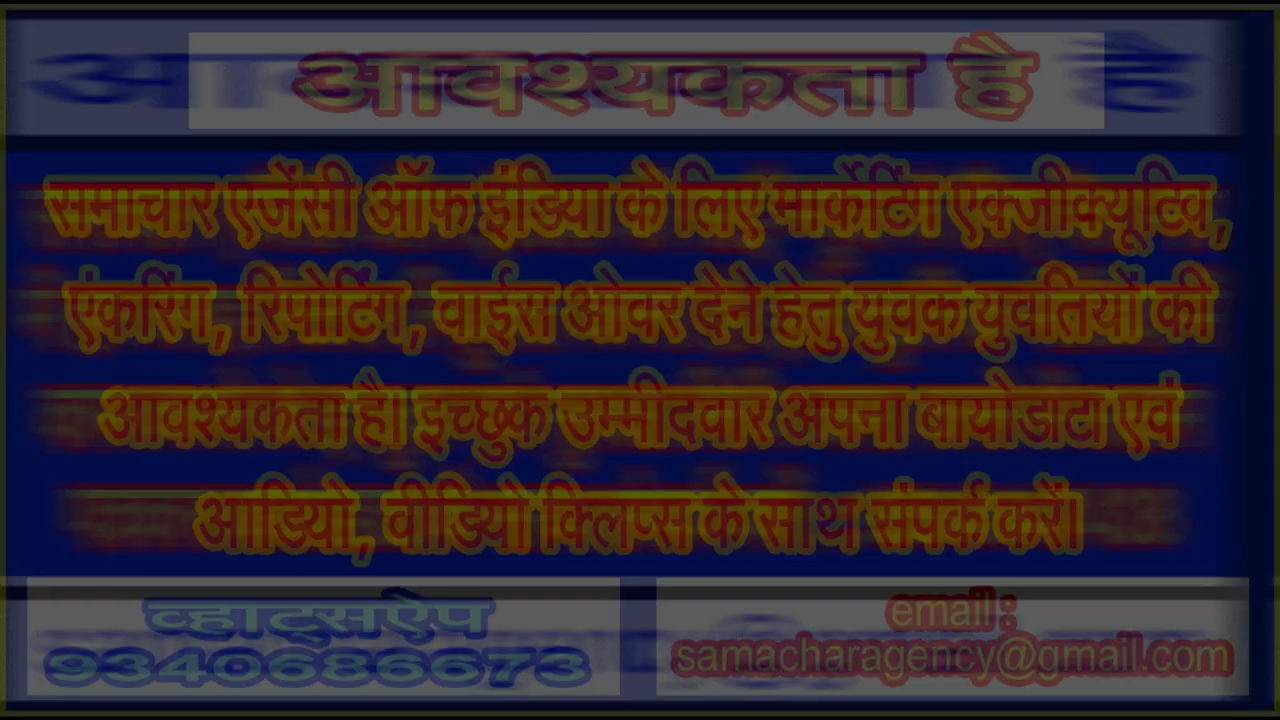 आवश्यकता है
समाचार एजेंसी ऑफ इंडिया के लिए मार्केटिंग एक्जीक्यूटिव,
एंकरिंग, रिपोर्टिंग, वाईस ओवर देने हेतु युवक युवतियों की
आवश्यकता है। इच्छुक उम्मीदवार अपना बायोडाटा एवं
आडियो, वीडियो क्लिप्स के साथ संपर्क करें।
व्हाट्सऐप
9340686673
email :
samacharagency@gmail.com